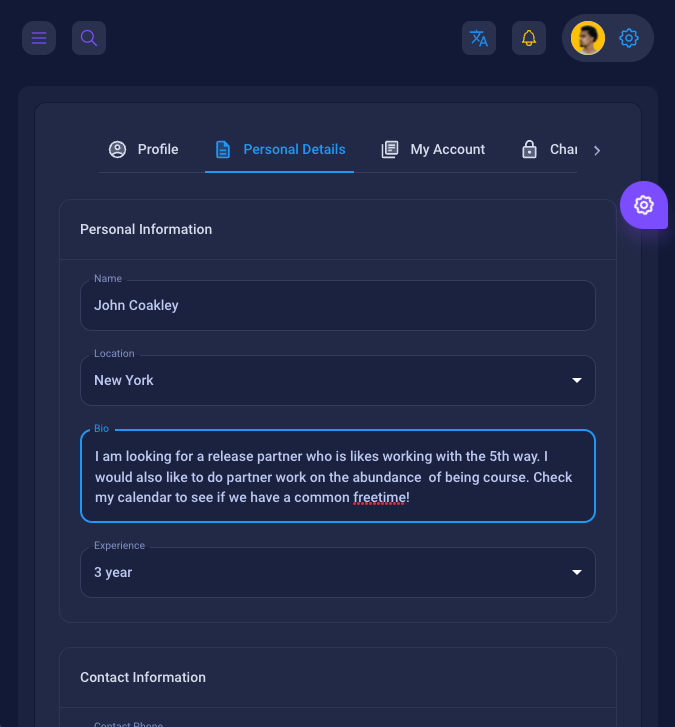 Profile
Personal Details
My Account
Char
Personal Information
Name
John Coakley
Location
New York
Bio
I am looking for a release partner who is likes working with the 5th way. I
would also like to do partner work on the abundance  of being course. Check
my calendar to see if we have a common freetime!
Experience
3 year
Contact Information
Contact Phone